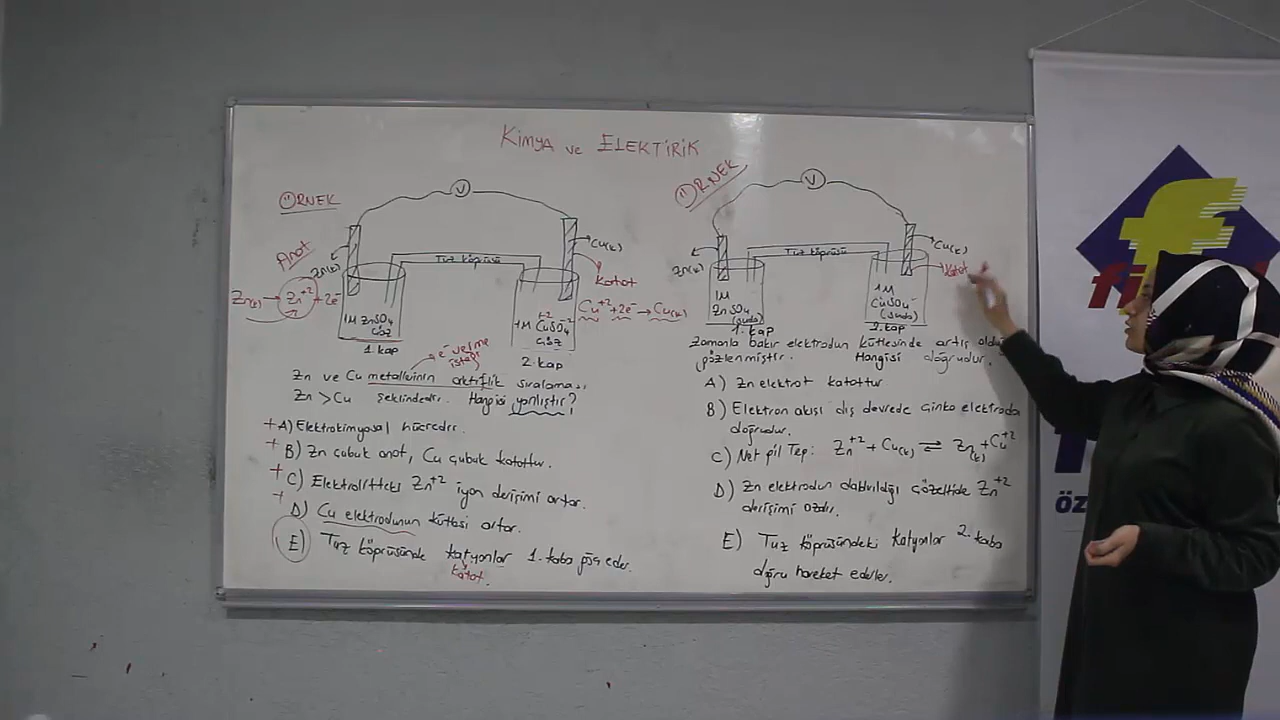 KİMYA ve ELEKTİRİK
ÖRNEK
V
Anot
Zn(k)
Cu(k)
Tuz köprüsü
Katot
Zn(k) → Zn+2 + 2e-
Cu+2 + 2e- → Cu(k)
1M ZnSO4
çöz
1. kap
+2
1M CuSO4-2
çöz
2. kap
e- verme
isteği
Zn ve Cu metallerinin aktiflik sıralaması
Zn > Cu şeklindedir. Hangisi yanlıştır?
+ A) Elektrokimyasal hücredir.
+ B) Zn çubuk anot, Cu çubuk katottur.
+ C) Elektrolitteki Zn+2 iyon derişimi artar.
+ D) Cu elektrodunun kütlesi artar.
E) Tuz köprüsünde katyonlar 1. kaba göç eder.
katot.
ÖRNEK
V
Zn(k)
Cu(k)
Tuz köprüsü
Katot
1M
ZnSO4
(suda)
1. kap
1M
CuSO4
(suda)
2. kap
Zamanla bakır elektrodun kütlesinde artış
gözlenmiştir. Hangisi doğrudur.
A) Zn elektrot katottur
B) Elektron akışı dış devrede çinko elektroda
doğrudur.
C) Net pil Tep: Zn+2 + Cu(k) ⇌ Zn(k) + Cu+2
D) Zn elektrodun daldırıldığı çözeltide Zn+2
derişimi azalır.
E) Tuz köprüsündeki katyonlar 2. kaba
doğru hareket ederler.
f
öz